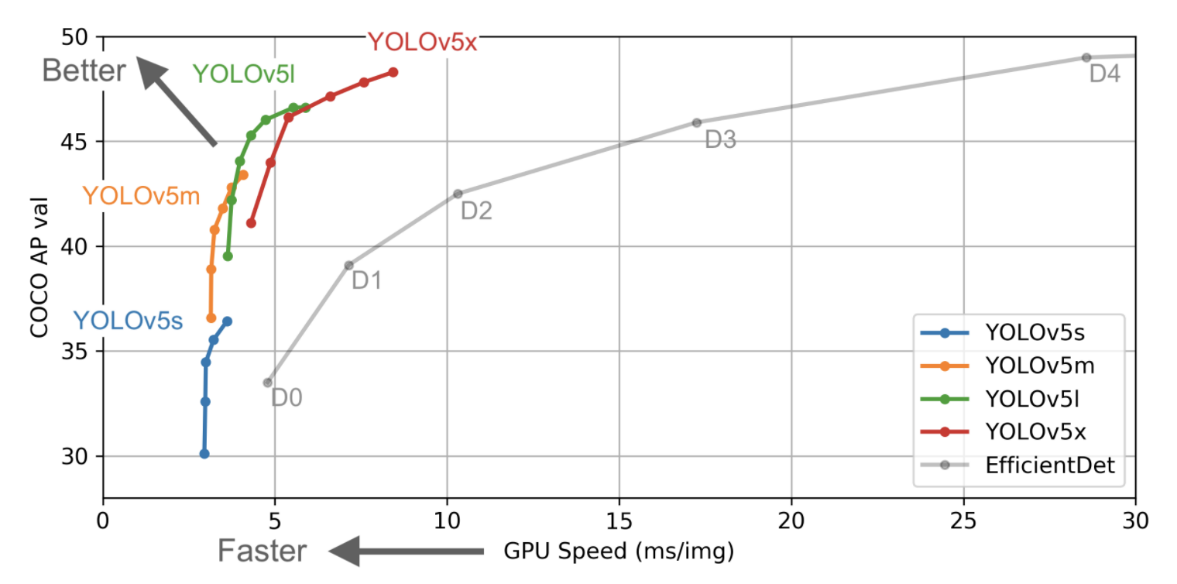 50
YOLOv5x
Better
YOLOv5l
D4
45
D3
YOLOv5m
D2
COCO AP val
40
D1
YOLOv5s
35
D0
30
YOLOv5s
YOLOv5m
YOLOv5l
YOLOv5x
EfficientDet
0 5 10 15 20 25 30
Faster GPU Speed (ms/img)